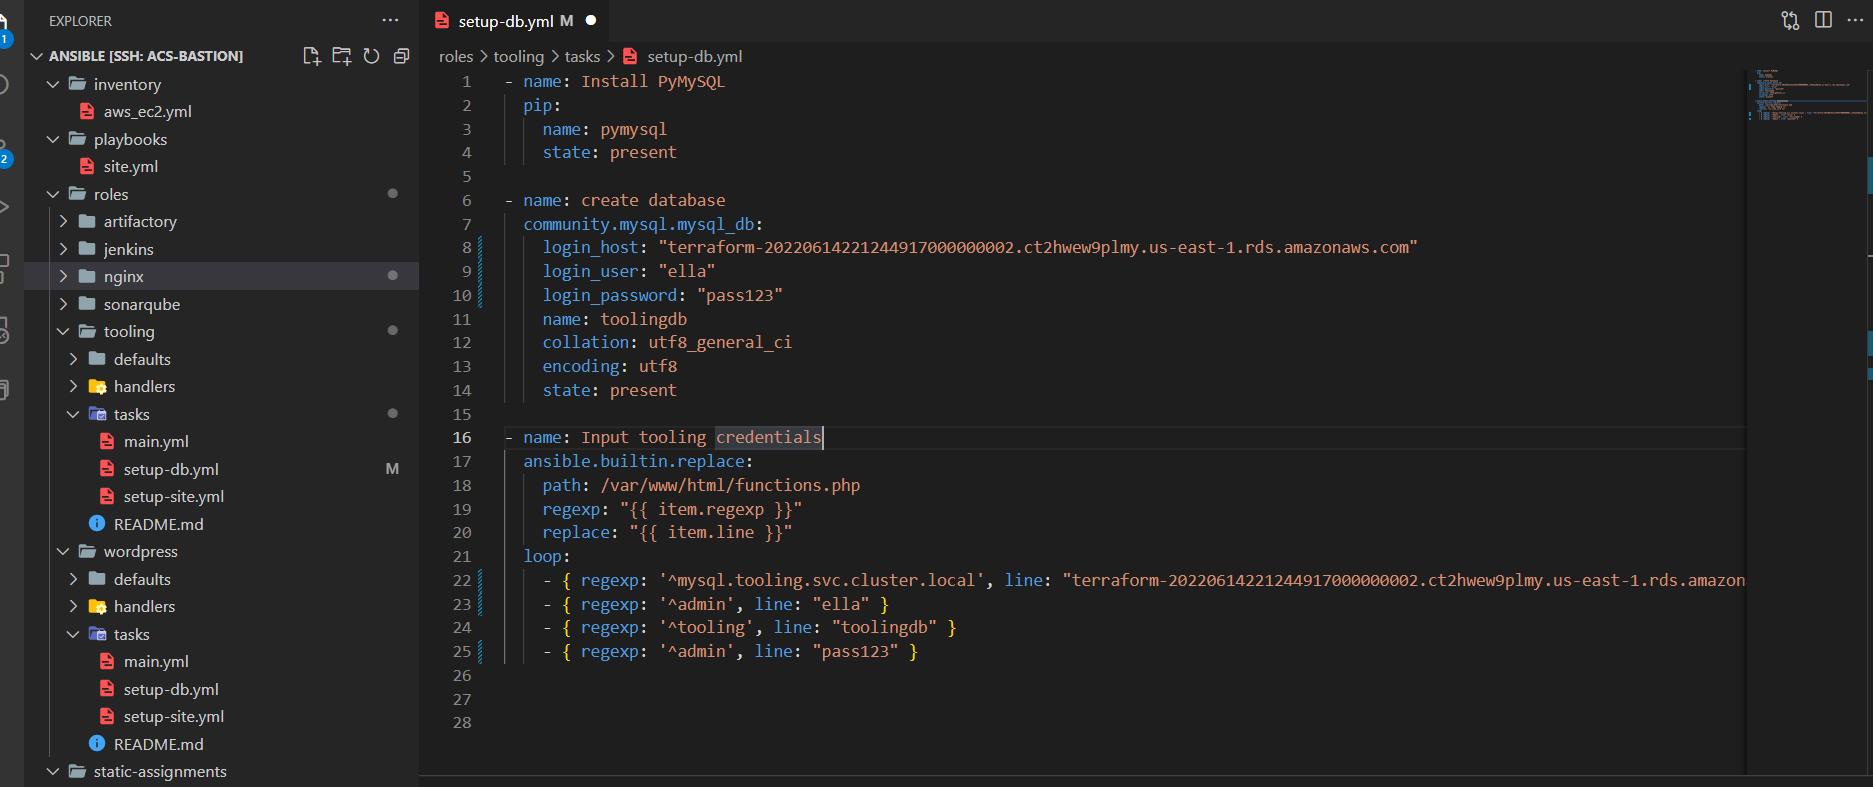 EXPLORER
ANSIBLE [SSH: ACS-BASTION]
inventory
aws_ec2.yml
playbooks
site.yml
roles
artifactory
jenkins
nginx
sonarqube
tooling
defaults
handlers
tasks
main.yml
setup-db.yml M
setup-site.yml
README.md
wordpress
defaults
handlers
tasks
main.yml
setup-db.yml
setup-site.yml
README.md
static-assignments
1
2
setup-db.yml M
roles > tooling > tasks > setup-db.yml
1 - name: Install PyMySQL
2 pip:
3 name: pymysql
4 state: present
5
6 - name: create database
7 community.mysql.mysql_db:
8 login_host: "terraform-20220614221244917000000002.ct2hwew9plmy.us-east-1.rds.amazonaws.com"
9 login_user: "ella"
10 login_password: "pass123"
11 name: toolingdb
12 collation: utf8_general_ci
13 encoding: utf8
14 state: present
15
16 - name: Input tooling credentials
17 ansible.builtin.replace:
18 path: /var/www/html/functions.php
19 regexp: "{{ item.regexp }}"
20 replace: "{{ item.line }}"
21 loop:
22 - { regexp: '^mysql.tooling.svc.cluster.local', line: "terraform-20220614221244917000000002.ct2hwew9plmy.us-east-1.rds.amazon
23 - { regexp: '^admin', line: "ella" }
24 - { regexp: '^tooling', line: "toolingdb" }
25 - { regexp: '^admin', line: "pass123" }
26
27
28